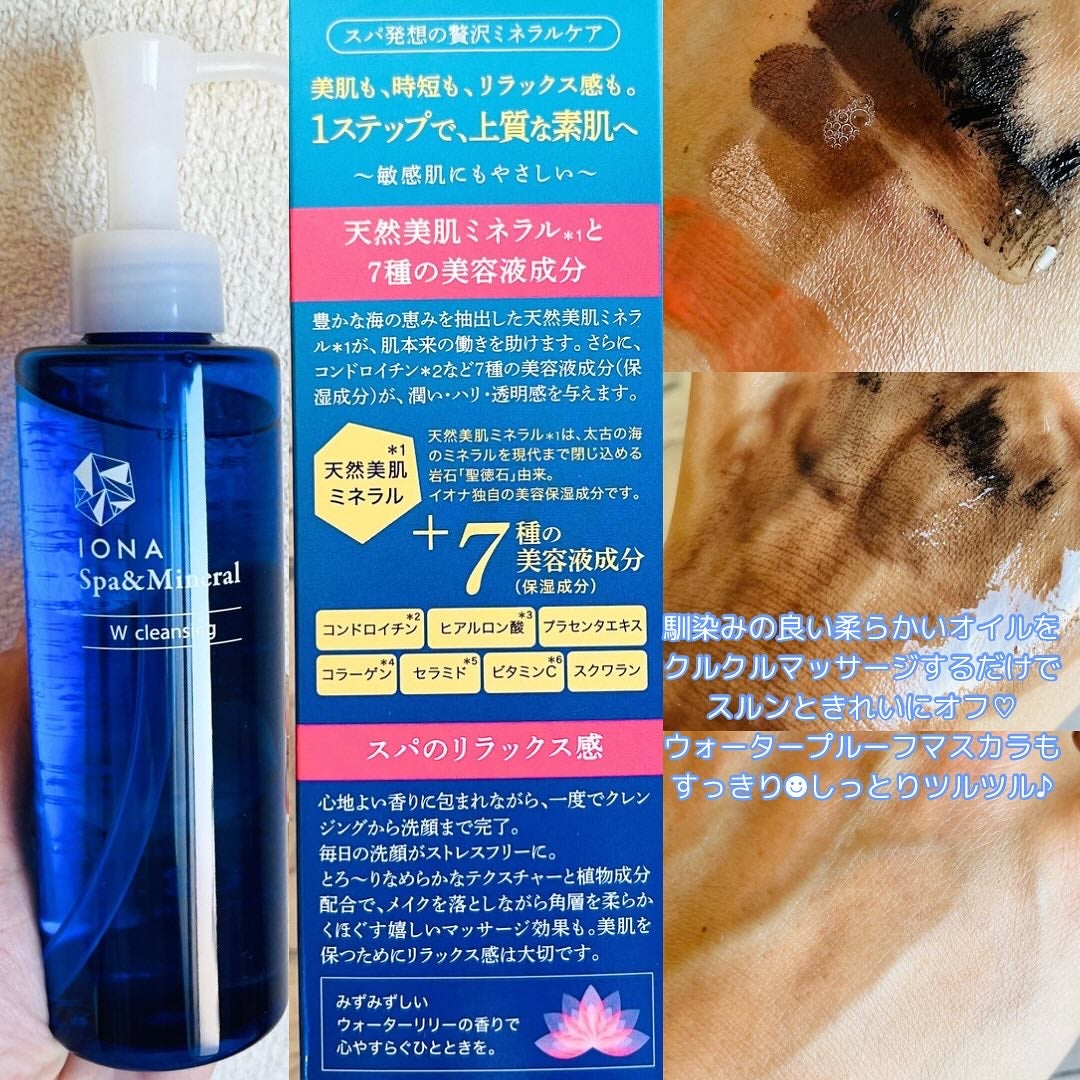 IONA
Spa&Mineral
W cleansing
スパ発想の贅沢ミネラルケア
美肌も、時短も、リラックス感も。
1ステップで、上質な素肌へ
〜敏感肌にもやさしい〜
天然美肌ミネラル*1と
7種の美容液成分
豊かな海の恵みを抽出した天然美肌ミネラ
ル*1が、肌本来の働きを助けます。さらに、
コンドロイチン*2など7種の美容液成分(保
湿成分)が、潤い・ハリ・透明感を与えます。
*1
天然美肌
ミネラル
天然美肌ミネラル*1は、太古の海
のミネラルを現代まで閉じ込める
岩石「聖徳石」由来。
イオナ独自の美容保湿成分です。
+7種の
美容液成分
(保湿成分)
コンドロイチン*2 ヒアルロン酸*3 プラセンタエキス
コラーゲン*4 セラミド*5 ビタミンC*6 スクワラン
スパのリラックス感
心地よい香りに包まれながら、一度でクレン
ジングから洗顔まで完了。
毎日の洗顔がストレスフリーに。
とろ〜りなめらかなテクスチャーと植物成分
配合で、メイクを落としながら角層を柔らか
くほぐす嬉しいマッサージ効果も。美肌を
保つためにリラックス感は大切です。
みずみずしい
ウォーターリリーの香りで
心やすらぐひとときを。
馴染みの良い柔らかいオイルを
クルクルマッサージするだけで
スルンときれいにオフ♡
ウォータープルーフマスカラも
すっきり☻しっとりツルツル♪